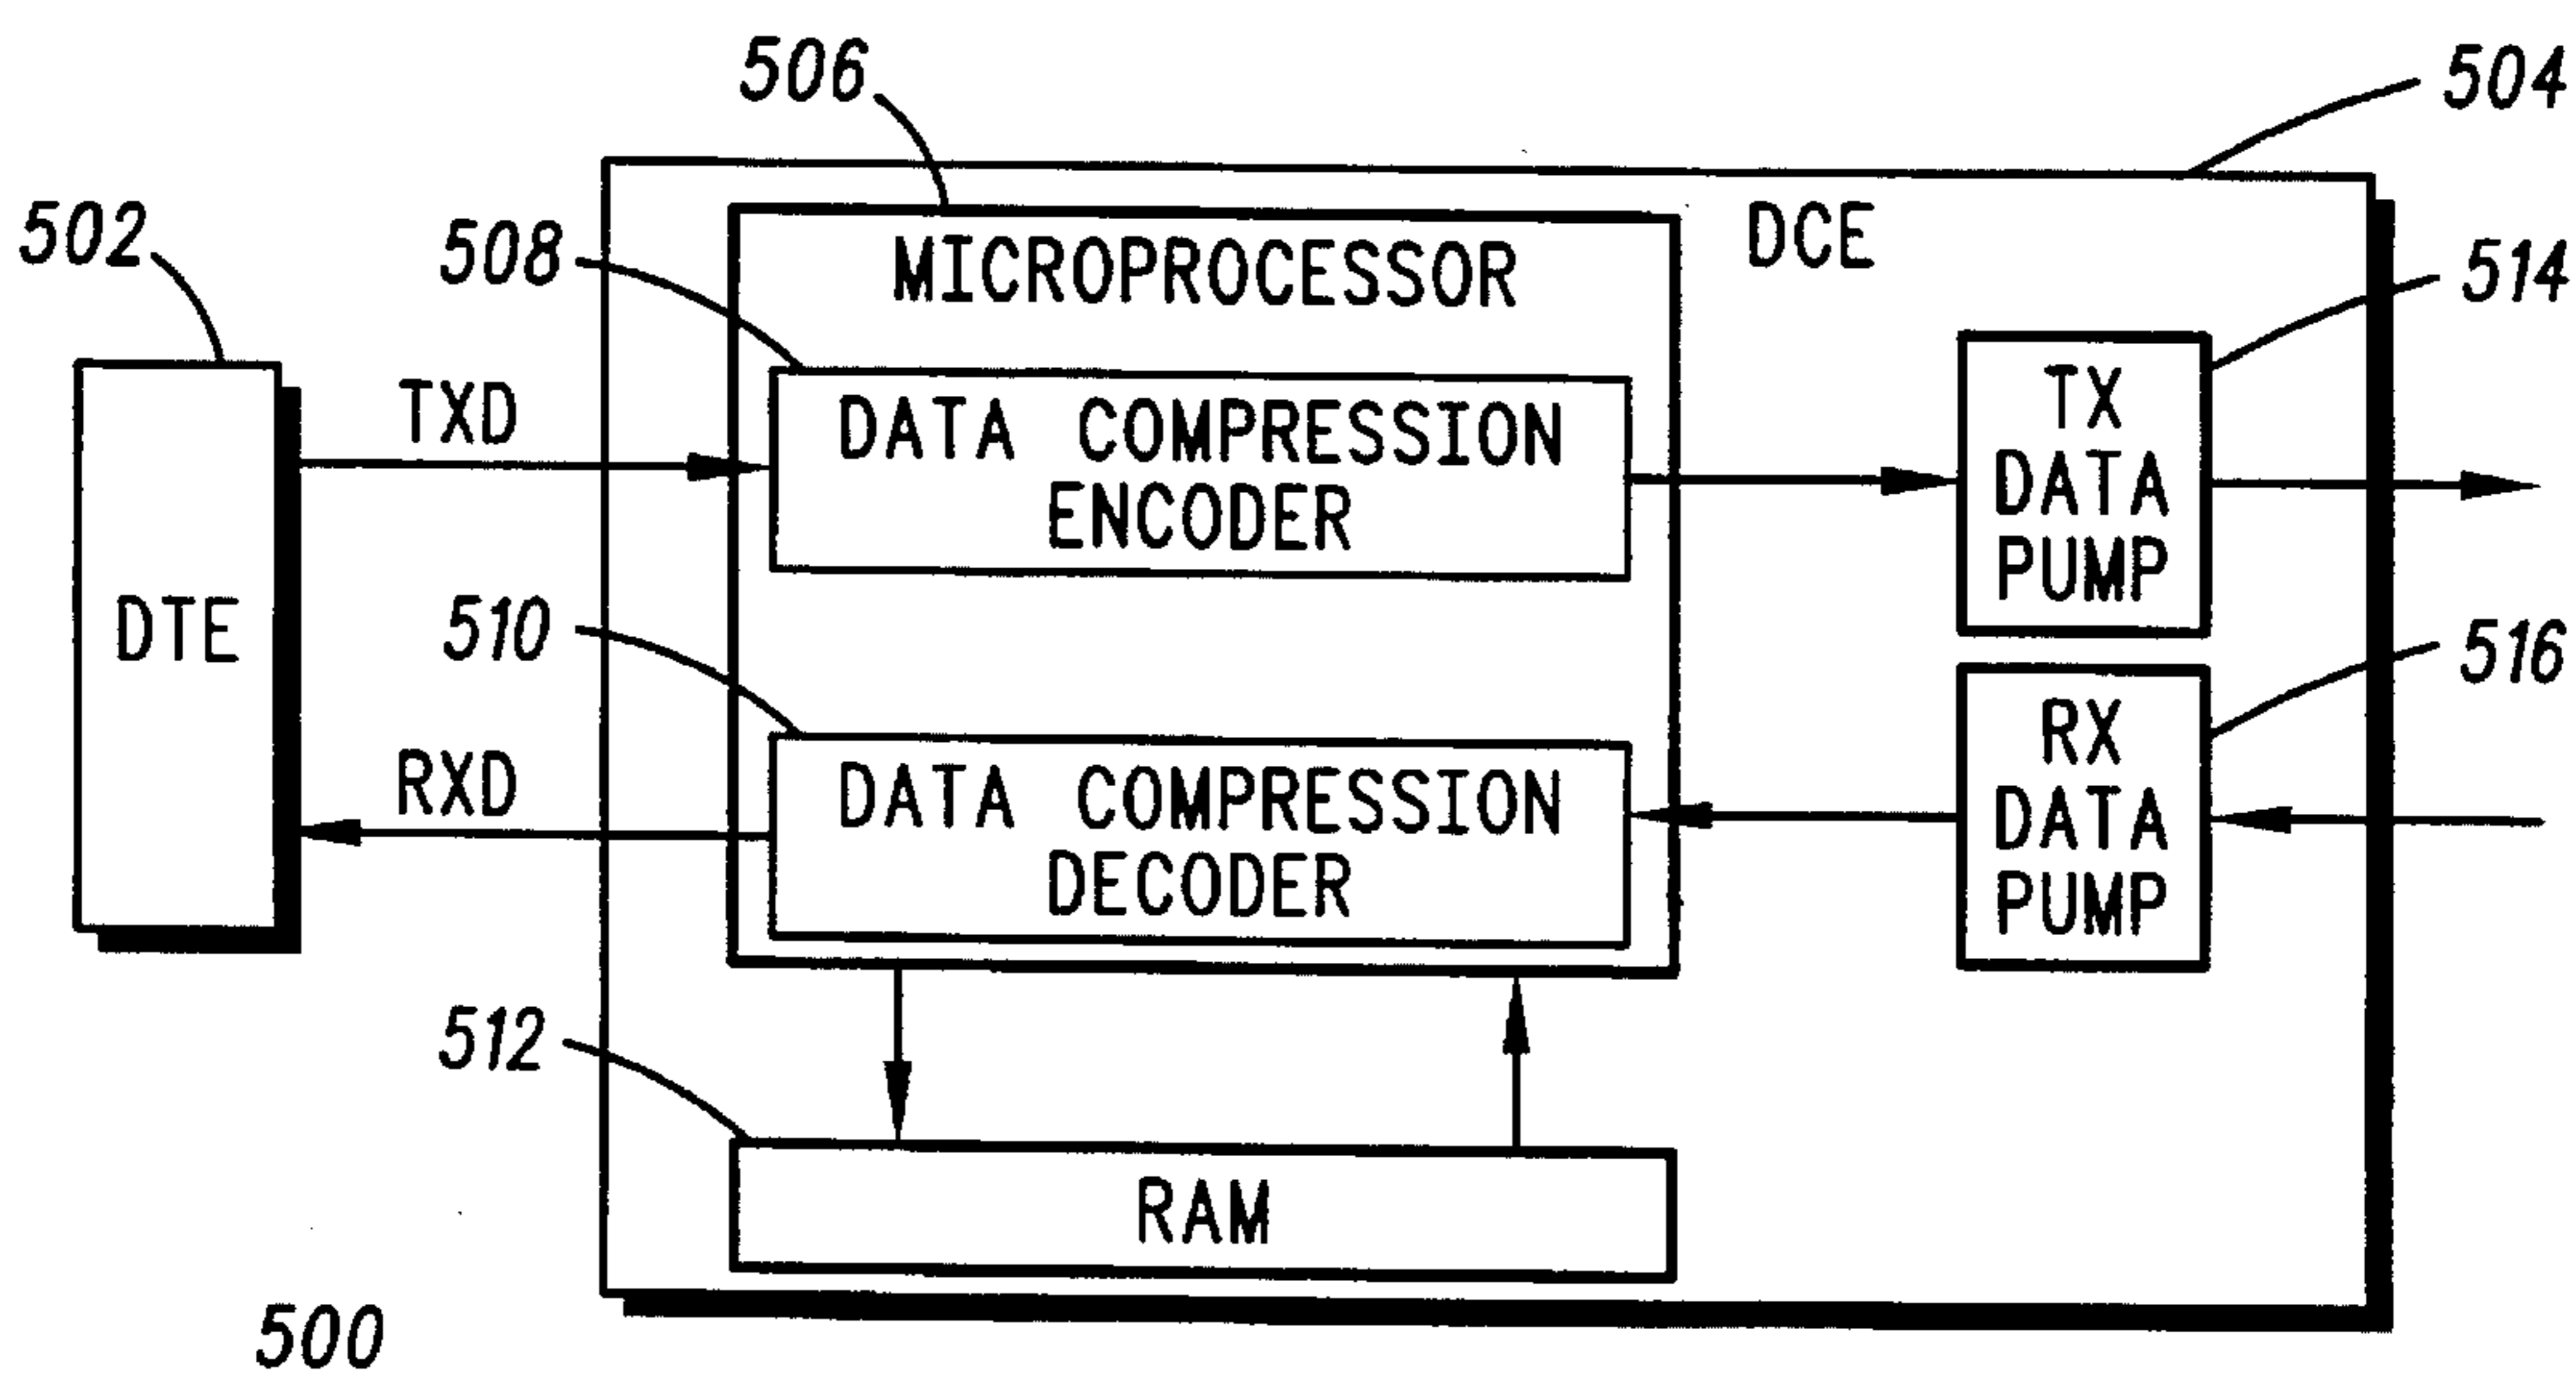 506
504
502
508
MICROPROCESSOR
DCE
514
TXD
DATA COMPRESSION
ENCODER
TX
DATA
PUMP
DTE
510
516
RXD
DATA COMPRESSION
DECODER
RX
DATA
PUMP
512
RAM
500